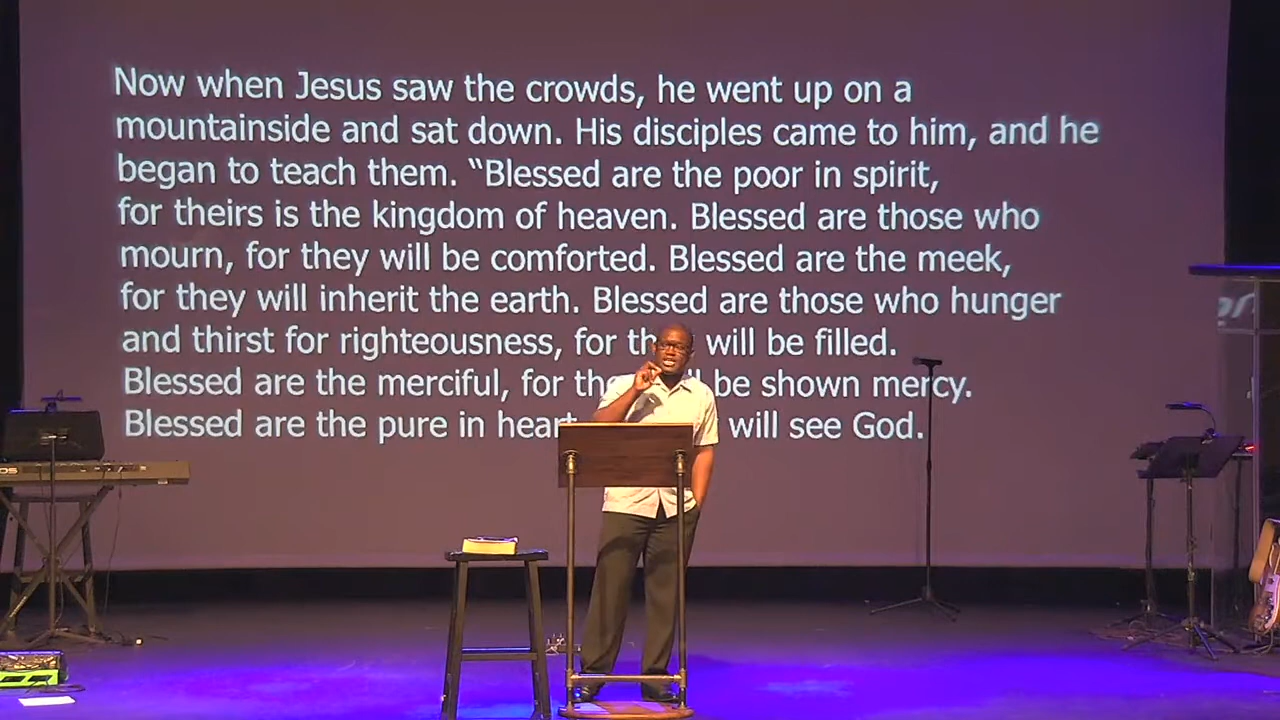 Now when Jesus saw the crowds, he went up on a
mountainside and sat down. His disciples came to him, and he
began to teach them. “Blessed are the poor in spirit,
for theirs is the kingdom of heaven. Blessed are those who
mourn, for they will be comforted. Blessed are the meek,
for they will inherit the earth. Blessed are those who hunger
and thirst for righteousness, for will be filled.
Blessed are the merciful, for be shown mercy.
Blessed are the pure in will see God.